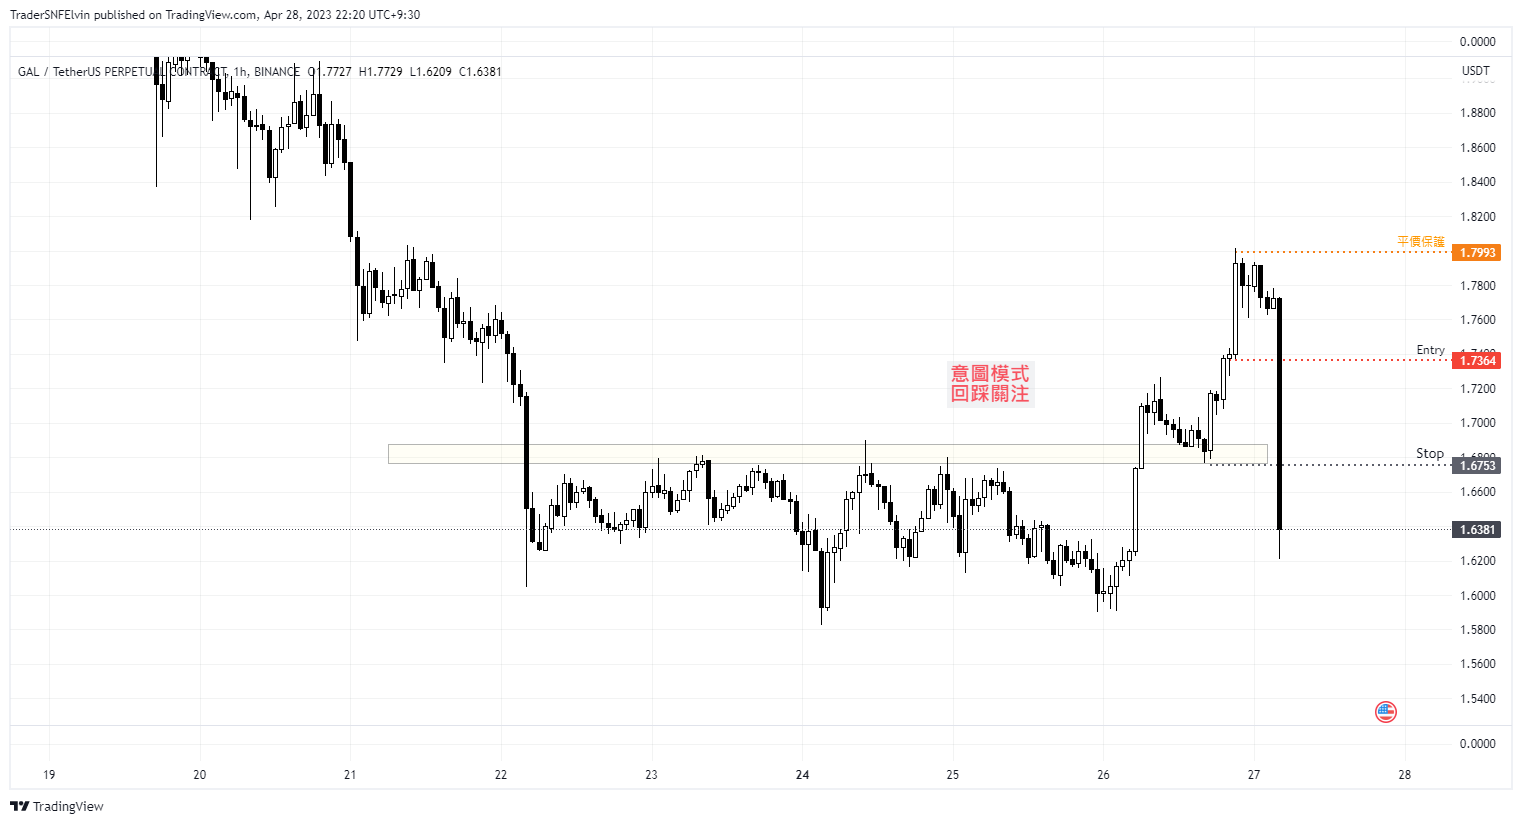 TraderSNFElvin published on TradingView.com, Apr 28, 2023 22:20 UTC+9:30
0.0000
GAL / TetherUS PERPETUAL CONTRACT, 1h, BINANCE O1.7727 H1.7729 L1.6209 C1.6381
USDT
1.8800
1.8600
1.8400
1.8200
平價保護
1.7993
1.7800
1.7600
Entry
1.7400
1.7364
意圖模式
回踩關注
1.7200
1.7000
Stop
1.6800
1.6753
1.6600
1.6381
1.6200
1.6000
1.5800
1.5600
1.5400
0.0000
19 20 21 22 23 24 25 26 27 28
TradingView